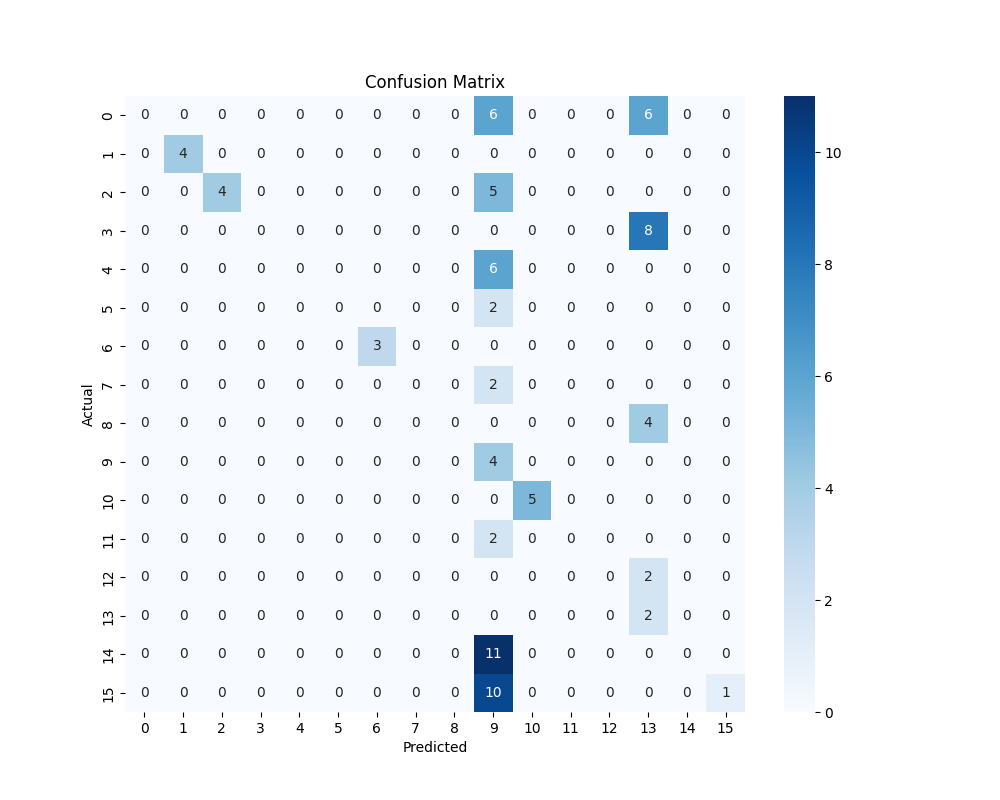 Confusion Matrix
0 0 0 0 0 0 0 0 0 0 6 0 0 0 6 0 0
1 0 4 0 0 0 0 0 0 0 0 0 0 0 0 0 0
2 0 0 4 0 0 0 0 0 0 5 0 0 0 0 0 0
3 0 0 0 0 0 0 0 0 0 0 0 0 0 8 0 0
4 0 0 0 0 0 0 0 0 0 6 0 0 0 0 0 0
5 0 0 0 0 0 0 0 0 0 2 0 0 0 0 0 0
6 0 0 0 0 0 0 3 0 0 0 0 0 0 0 0 0
7 0 0 0 0 0 0 0 0 0 2 0 0 0 0 0 0
8 0 0 0 0 0 0 0 0 0 0 0 0 0 4 0 0
9 0 0 0 0 0 0 0 0 0 4 0 0 0 0 0 0
10 0 0 0 0 0 0 0 0 0 0 5 0 0 0 0 0
11 0 0 0 0 0 0 0 0 0 2 0 0 0 0 0 0
12 0 0 0 0 0 0 0 0 0 0 0 0 0 2 0 0
13 0 0 0 0 0 0 0 0 0 0 0 0 0 2 0 0
14 0 0 0 0 0 0 0 0 0 11 0 0 0 0 0 0
15 0 0 0 0 0 0 0 0 0 10 0 0 0 0 0 1
0 1 2 3 4 5 6 7 8 9 10 11 12 13 14 15
Predicted
Actual
10
8
6
4
2
0